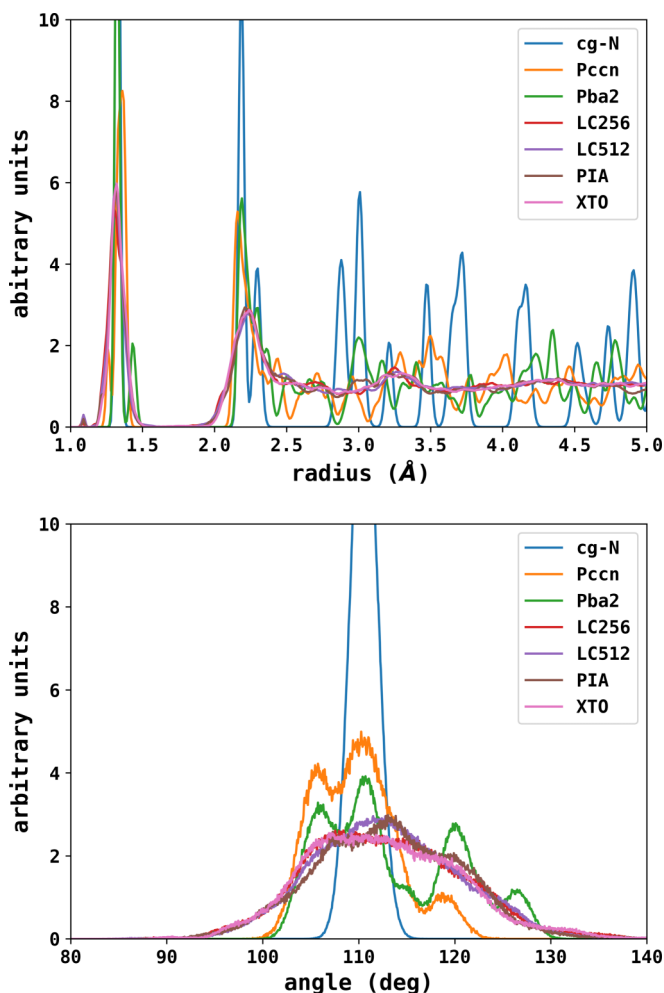 10
8
6
4
2
0
abitrary units
cg-N
Pccn
Pba2
LC256
LC512
PIA
XTO
1.0 1.5 2.0 2.5 3.0 3.5 4.0 4.5 5.0
radius (Å)
10
8
6
4
2
0
arbitrary units
cg-N
Pccn
Pba2
LC256
LC512
PIA
XTO
80 90 100 110 120 130 140
angle (deg)